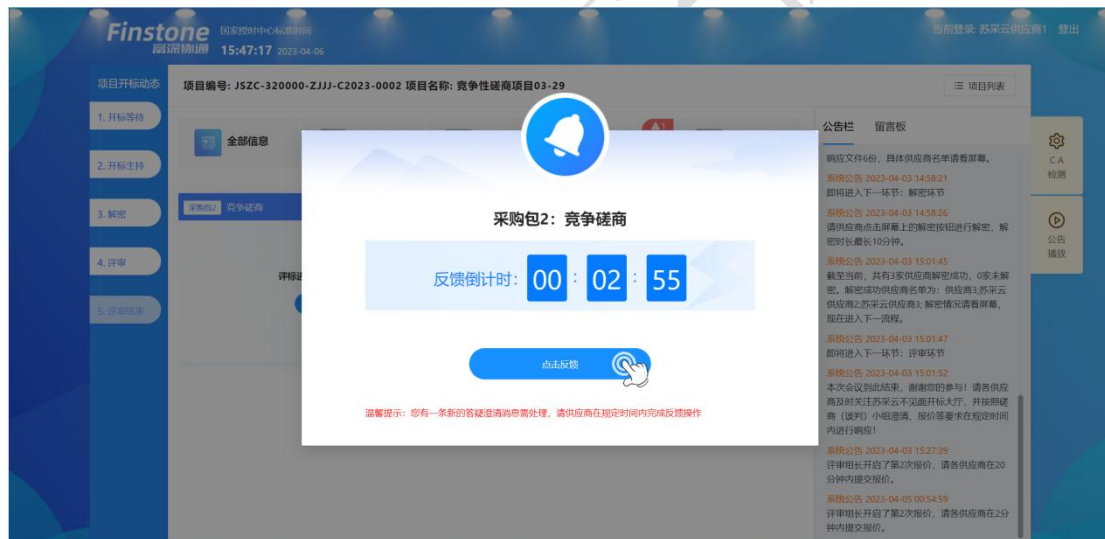 Finstone
富深协通
国家授时中心标准时间
15:47:17 2023-04-06
当前登录: 苏采云供应商1 登出
项目开标动态
1. 开标等待
2. 开标主持
3. 解密
4. 评审
5. 评审结束
项目编号: JSZC-320000-ZJJJ-C2023-0002 项目名称: 竞争性磋商项目03-29
项目列表
全部信息
1
采购包2 竞争磋商
评标进
采购包2：竞争磋商
反馈倒计时： 00 : 02 : 55
点击反馈
温馨提示：您有一条新的答疑澄清消息需处理，请供应商在规定时间内完成反馈操作
公告栏 留言板
响应文件6份，具体供应商名单请看屏幕。
系统公告 2023-04-03 14:58:21
即将进入下一环节：解密环节
系统公告 2023-04-03 14:58:26
请供应商点击屏幕上的解密按钮进行解密，解
密时长最长10分钟。
系统公告 2023-04-03 15:01:45
截至当前，共有3家供应商解密成功，0家未解
密。解密成功供应商名单为：供应商3;苏采云
供应商2;苏采云供应商3; 解密情况请看屏幕，
现在进入下一流程。
系统公告 2023-04-03 15:01:47
即将进入下一环节：评审环节
系统公告 2023-04-03 15:01:52
本次会议到此结束，谢谢您的参与！请各供应
商及时关注苏采云不见面开标大厅，并按照磋
商（谈判）小组澄清、报价等要求在规定时间
内进行响应！
系统公告 2023-04-03 15:27:39
评审组长开启了第2次报价，请各供应商在20
分钟内提交报价。
系统公告 2023-04-05 00:54:59
评审组长开启了第2次报价，请各供应商在2分
钟内提交报价。
CA
检测
公告
播放